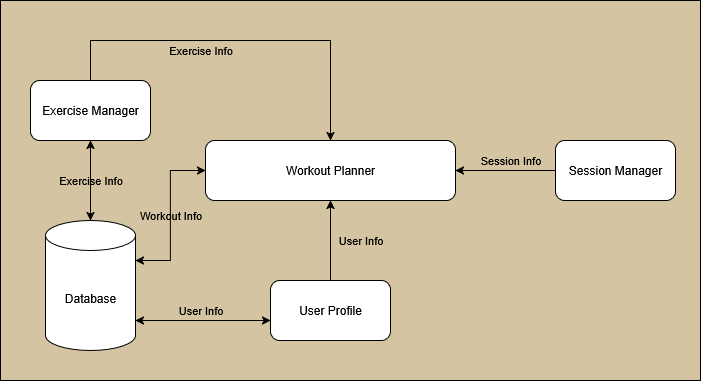 Exercise Info
Exercise Manager
Workout Planner
Session Info
Session Manager
Exercise Info
Workout Info
User Info
Database
User Info
User Profile